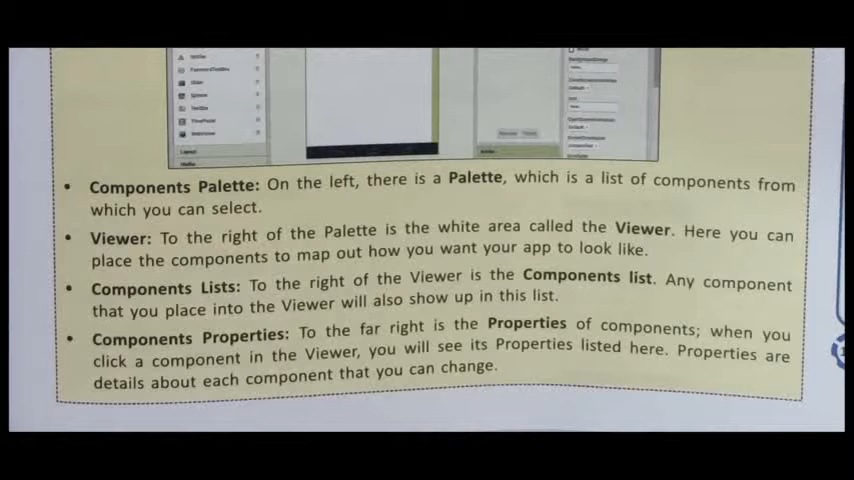 • Components Palette: On the left, there is a Palette, which is a list of components from
which you can select.
• Viewer: To the right of the Palette is the white area called the Viewer. Here you can
place the components to map out how you want your app to look like.
• Components Lists: To the right of the Viewer is the Components list. Any component
that you place into the Viewer will also show up in this list.
• Components Properties: To the far right is the Properties of components; when you
click a component in the Viewer, you will see its Properties listed here. Properties are
details about each component that you can change.